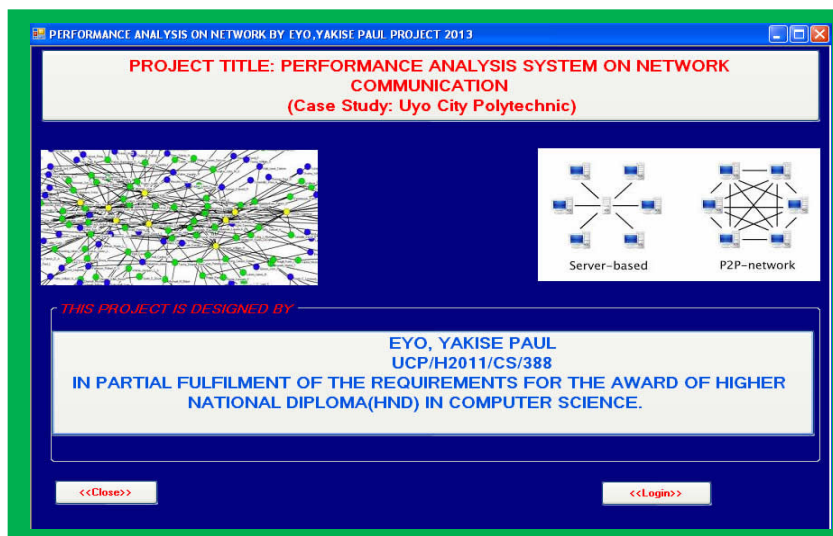 PERFORMANCE ANALYSIS ON NETWORK BY EYO,YAKISE PAUL PROJECT 2013
PROJECT TITLE: PERFORMANCE ANALYSIS SYSTEM ON NETWORK
COMMUNICATION
(Case Study: Uyo City Polytechnic)
Server-based
P2P-network
THIS PROJECT IS DESIGNED BY
EYO, YAKISE PAUL
UCP/H2011/CS/388
IN PARTIAL FULFILMENT OF THE REQUIREMENTS FOR THE AWARD OF HIGHER
NATIONAL DIPLOMA(HND) IN COMPUTER SCIENCE.
<<Close>>
<<Login>>